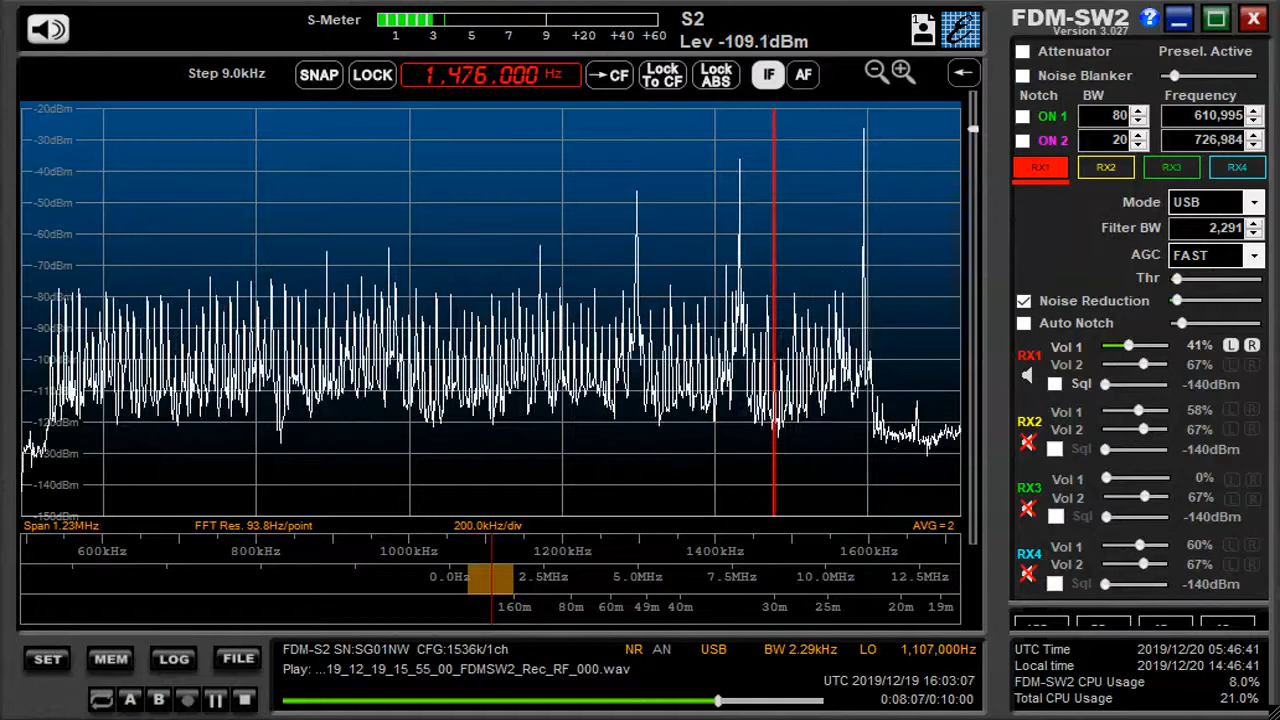 S-Meter
1 3 5 7 9 +20 +40 +60
S2
Lev -109.1dBm
1
FDM-SW2
Version 3.027
?
X
Step 9.0kHz
SNAP
LOCK
1.476.000 Hz
→CF
Lock To CF
Lock ABS
IF
AF
-20dBm
-30dBm
-40dBm
-50dBm
-60dBm
-70dBm
-80dBm
-90dBm
-100dBm
-110dBm
-120dBm
-130dBm
-140dBm
-150dBm
Span 1.23MHz
FFT Res. 93.8Hz/point
200.0kHz/div
AVG = 2
600kHz 800kHz 1000kHz 1200kHz 1400kHz 1600kHz
0.0Hz 2.5MHz 5.0MHz 7.5MHz 10.0MHz 12.5MHz
160m 80m 60m 49m 40m 30m 25m 20m 19m
Attenuator
Presel. Active
Noise Blanker
Notch BW Frequency
ON 1 80 610,995
ON 2 20 726,984
RX1 RX2 RX3 RX4
Mode USB
Filter BW 2,291
AGC FAST
Thr
Noise Reduction
Auto Notch
RX1
Vol 1 41% L R
Vol 2 67% L R
Sql -140dBm
RX2
Vol 1 58% L R
Vol 2 67% L R
Sql -140dBm
RX3
Vol 1 0% L R
Vol 2 67% L R
Sql -140dBm
RX4
Vol 1 60% L R
Vol 2 67% L R
Sql -140dBm
SET
MEM
LOG
FILE
A
B
FDM-S2 SN:SG01NW CFG:1536k/1ch
NR AN USB BW 2.29kHz LO 1,107,000Hz
Play: ...19_12_19_15_55_00_FDMSW2_Rec_RF_000.wav
UTC 2019/12/19 16:03:07
0:08:07/0:10:00
UTC Time 2019/12/20 05:46:41
Local time 2019/12/20 14:46:41
FDM-SW2 CPU Usage 8.0%
Total CPU Usage 21.0%